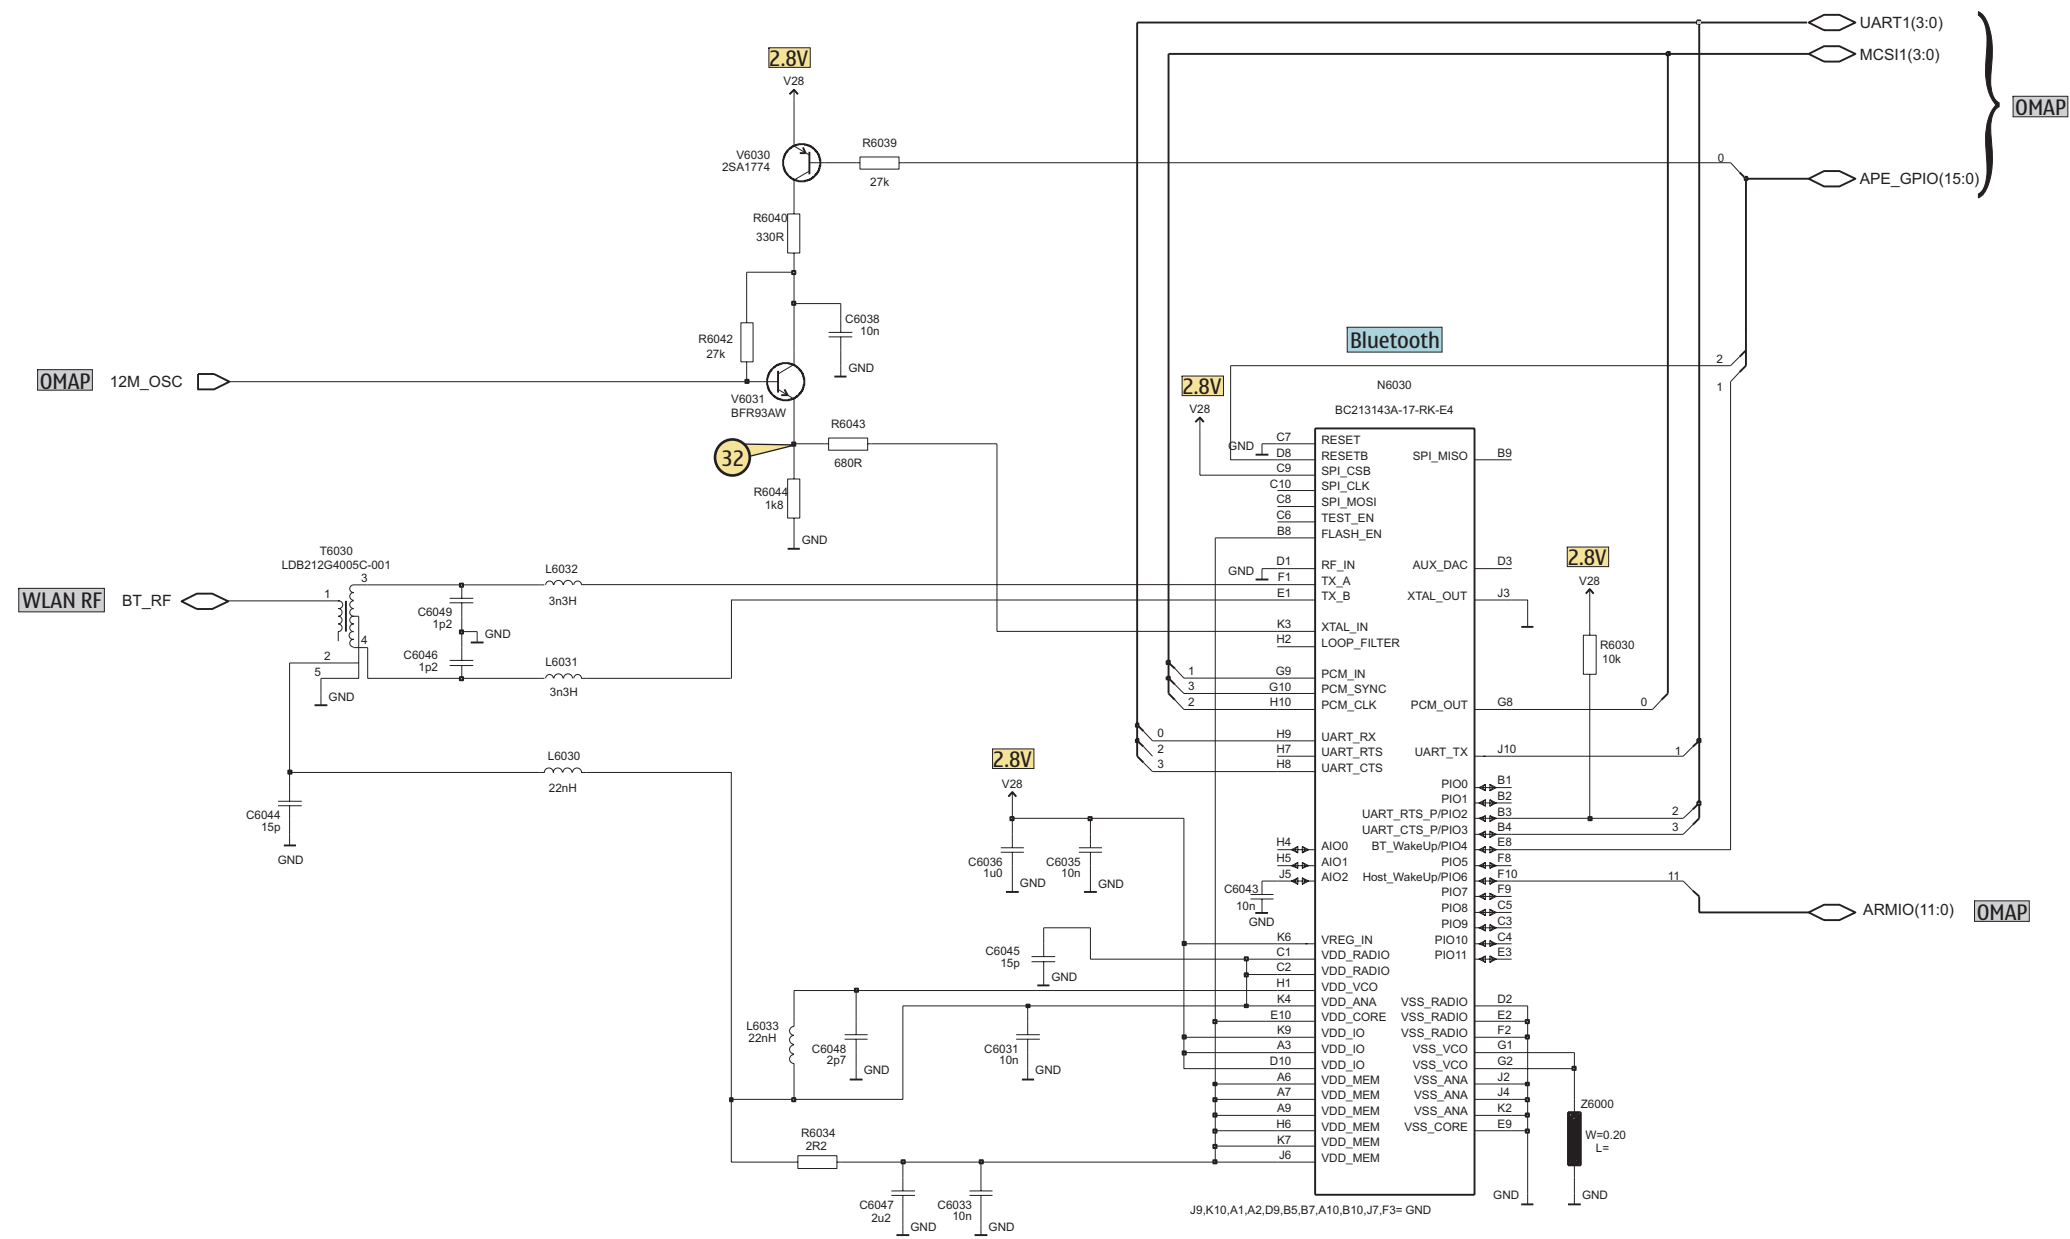 UART1(3:0)
MCSI1(3:0)
OMAP
APE_GPIO(15:0)
0
2
1
2.8V
V28
V6030
2SA1774
R6039
27k
R6040
330R
R6042
27k
C6038
10n
GND
OMAP
12M_OSC
V6031
BFR93AW
32
R6043
680R
R6044
1k8
GND
Bluetooth
2.8V
V28
N6030
BC213143A-17-RK-E4
GND
C7 RESET
D8 RESETB
C9 SPI_CSB
C10 SPI_CLK
C8 SPI_MOSI
C6 TEST_EN
B8 FLASH_EN
GND
D1 RF_IN
F1 TX_A
E1 TX_B
K3 XTAL_IN
H2 LOOP_FILTER
1 G9 PCM_IN
3 G10 PCM_SYNC
2 H10 PCM_CLK
0 H9 UART_RX
2 H7 UART_RTS
3 H8 UART_CTS
H4 AIO0
H5 AIO1
J5 AIO2
K6 VREG_IN
C1 VDD_RADIO
C2 VDD_RADIO
H1 VDD_VCO
K4 VDD_ANA
E10 VDD_CORE
K9 VDD_IO
A3 VDD_IO
D10 VDD_IO
A6 VDD_MEM
A7 VDD_MEM
A9 VDD_MEM
H6 VDD_MEM
K7 VDD_MEM
J6 VDD_MEM
SPI_MISO B9
AUX_DAC D3
XTAL_OUT J3
PCM_OUT G8 0
UART_TX J10 1
PIO0 B1
PIO1 B2
UART_RTS_P/PIO2 B3 2
UART_CTS_P/PIO3 B4 3
BT_WakeUp/PIO4 E8
PIO5 F8
Host_WakeUp/PIO6 F10 11
PIO7 F9
PIO8 C5
PIO9 C3
PIO10 C4
PIO11 E3
VSS_RADIO D2
VSS_RADIO E2
VSS_RADIO F2
VSS_VCO G1
VSS_VCO G2
VSS_ANA J2
VSS_ANA J4
VSS_ANA K2
VSS_CORE E9
2.8V
V28
R6030
10k
ARMIO(11:0)
OMAP
Z6000
W=0.20
L=
GND
GND
J9,K10,A1,A2,D9,B5,B7,A10,B10,J7,F3= GND
T6030
LDB212G4005C-001
WLAN RF
BT_RF
1
3
4
2
5
GND
C6049
1p2
GND
C6046
1p2
L6032
3n3H
L6031
3n3H
L6030
22nH
C6044
15p
GND
2.8V
V28
C6036
1u0
GND
C6035
10n
GND
C6043
10n
GND
C6045
15p
GND
L6033
22nH
C6048
2p7
GND
C6031
10n
GND
R6034
2R2
C6047
2u2
GND
C6033
10n
GND